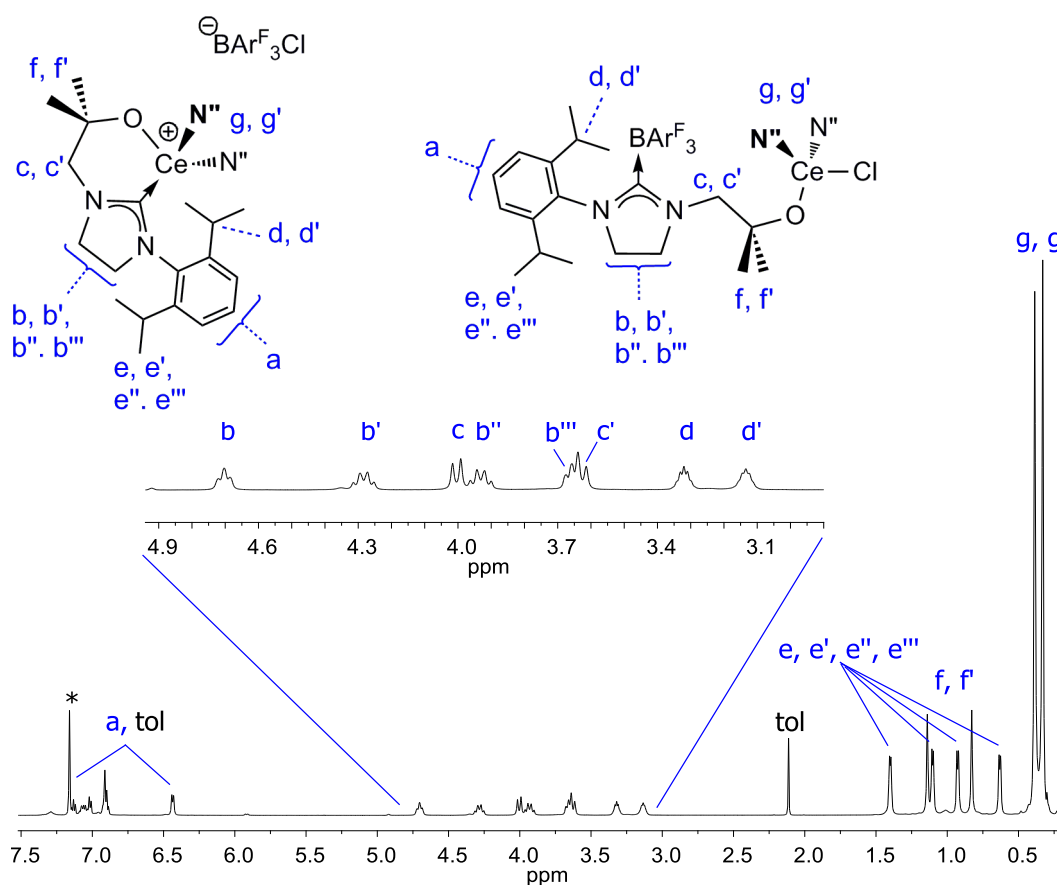 ⊖
BArF3Cl
f, f'
O
N"
g, g'
⊕
Ce
N"
c, c'
N
N
d, d'
b, b',
b''. b'''
a
e, e',
e''. e'''
d, d'
g, g'
N"
N"
BArF3
a
c, c'
Ce
Cl
N
N
O
e, e',
e''. e'''
b, b',
b''. b'''
f, f'
g, g
b
b'
c
b''
b'''
c'
d
d'
4.9 4.6 4.3 4.0 3.7 3.4 3.1
ppm
e, e', e'', e'''
f, f'
*
a, tol
tol
7.5 7.0 6.5 6.0 5.5 5.0 4.5 4.0 3.5 3.0 2.5 2.0 1.5 1.0 0.5
ppm